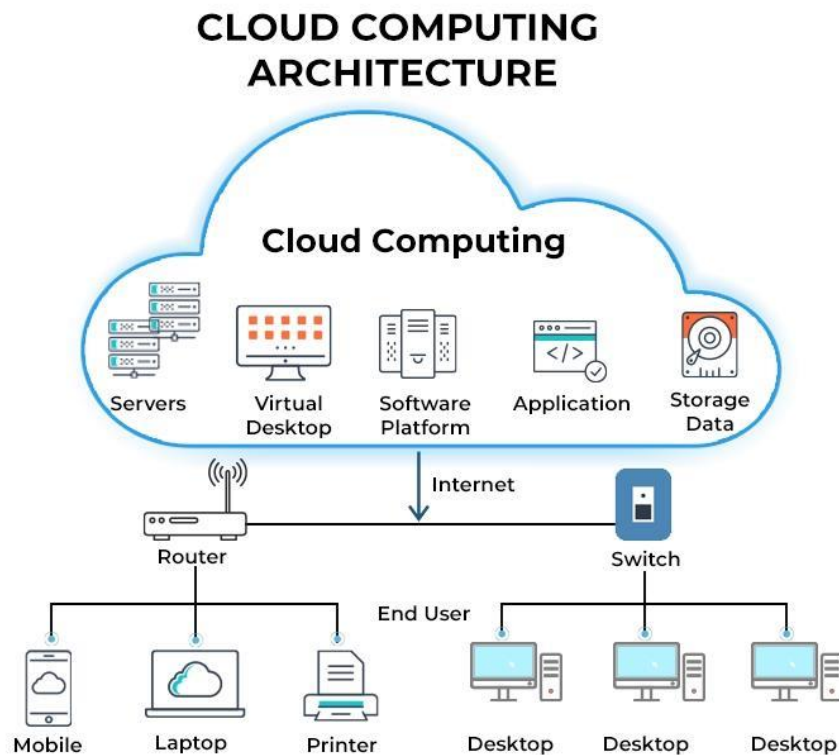 CLOUD COMPUTING
ARCHITECTURE
Cloud Computing
Servers
Virtual
Desktop
Software
Platform
Application
Storage
Data
Internet
Router
Switch
End User
Mobile
Laptop
Printer
Desktop
Desktop
Desktop